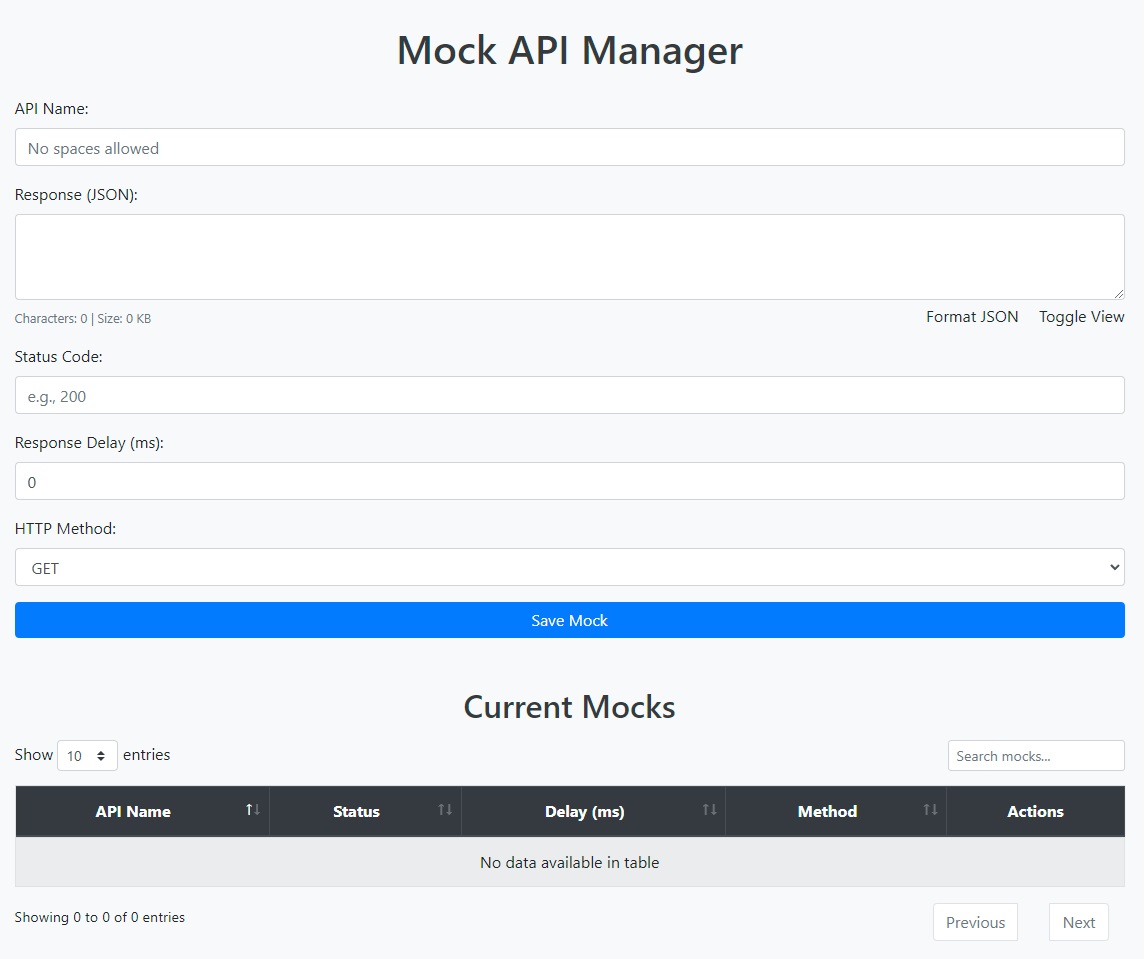 Mock API Manager
API Name:
No spaces allowed
Response (JSON):
Characters: 0 | Size: 0 KB
Format JSON Toggle View
Status Code:
e.g., 200
Response Delay (ms):
0
HTTP Method:
GET
Save Mock
Current Mocks
Show 10 entries
Search mocks...
API Name Status Delay (ms) Method Actions
No data available in table
Showing 0 to 0 of 0 entries
Previous Next